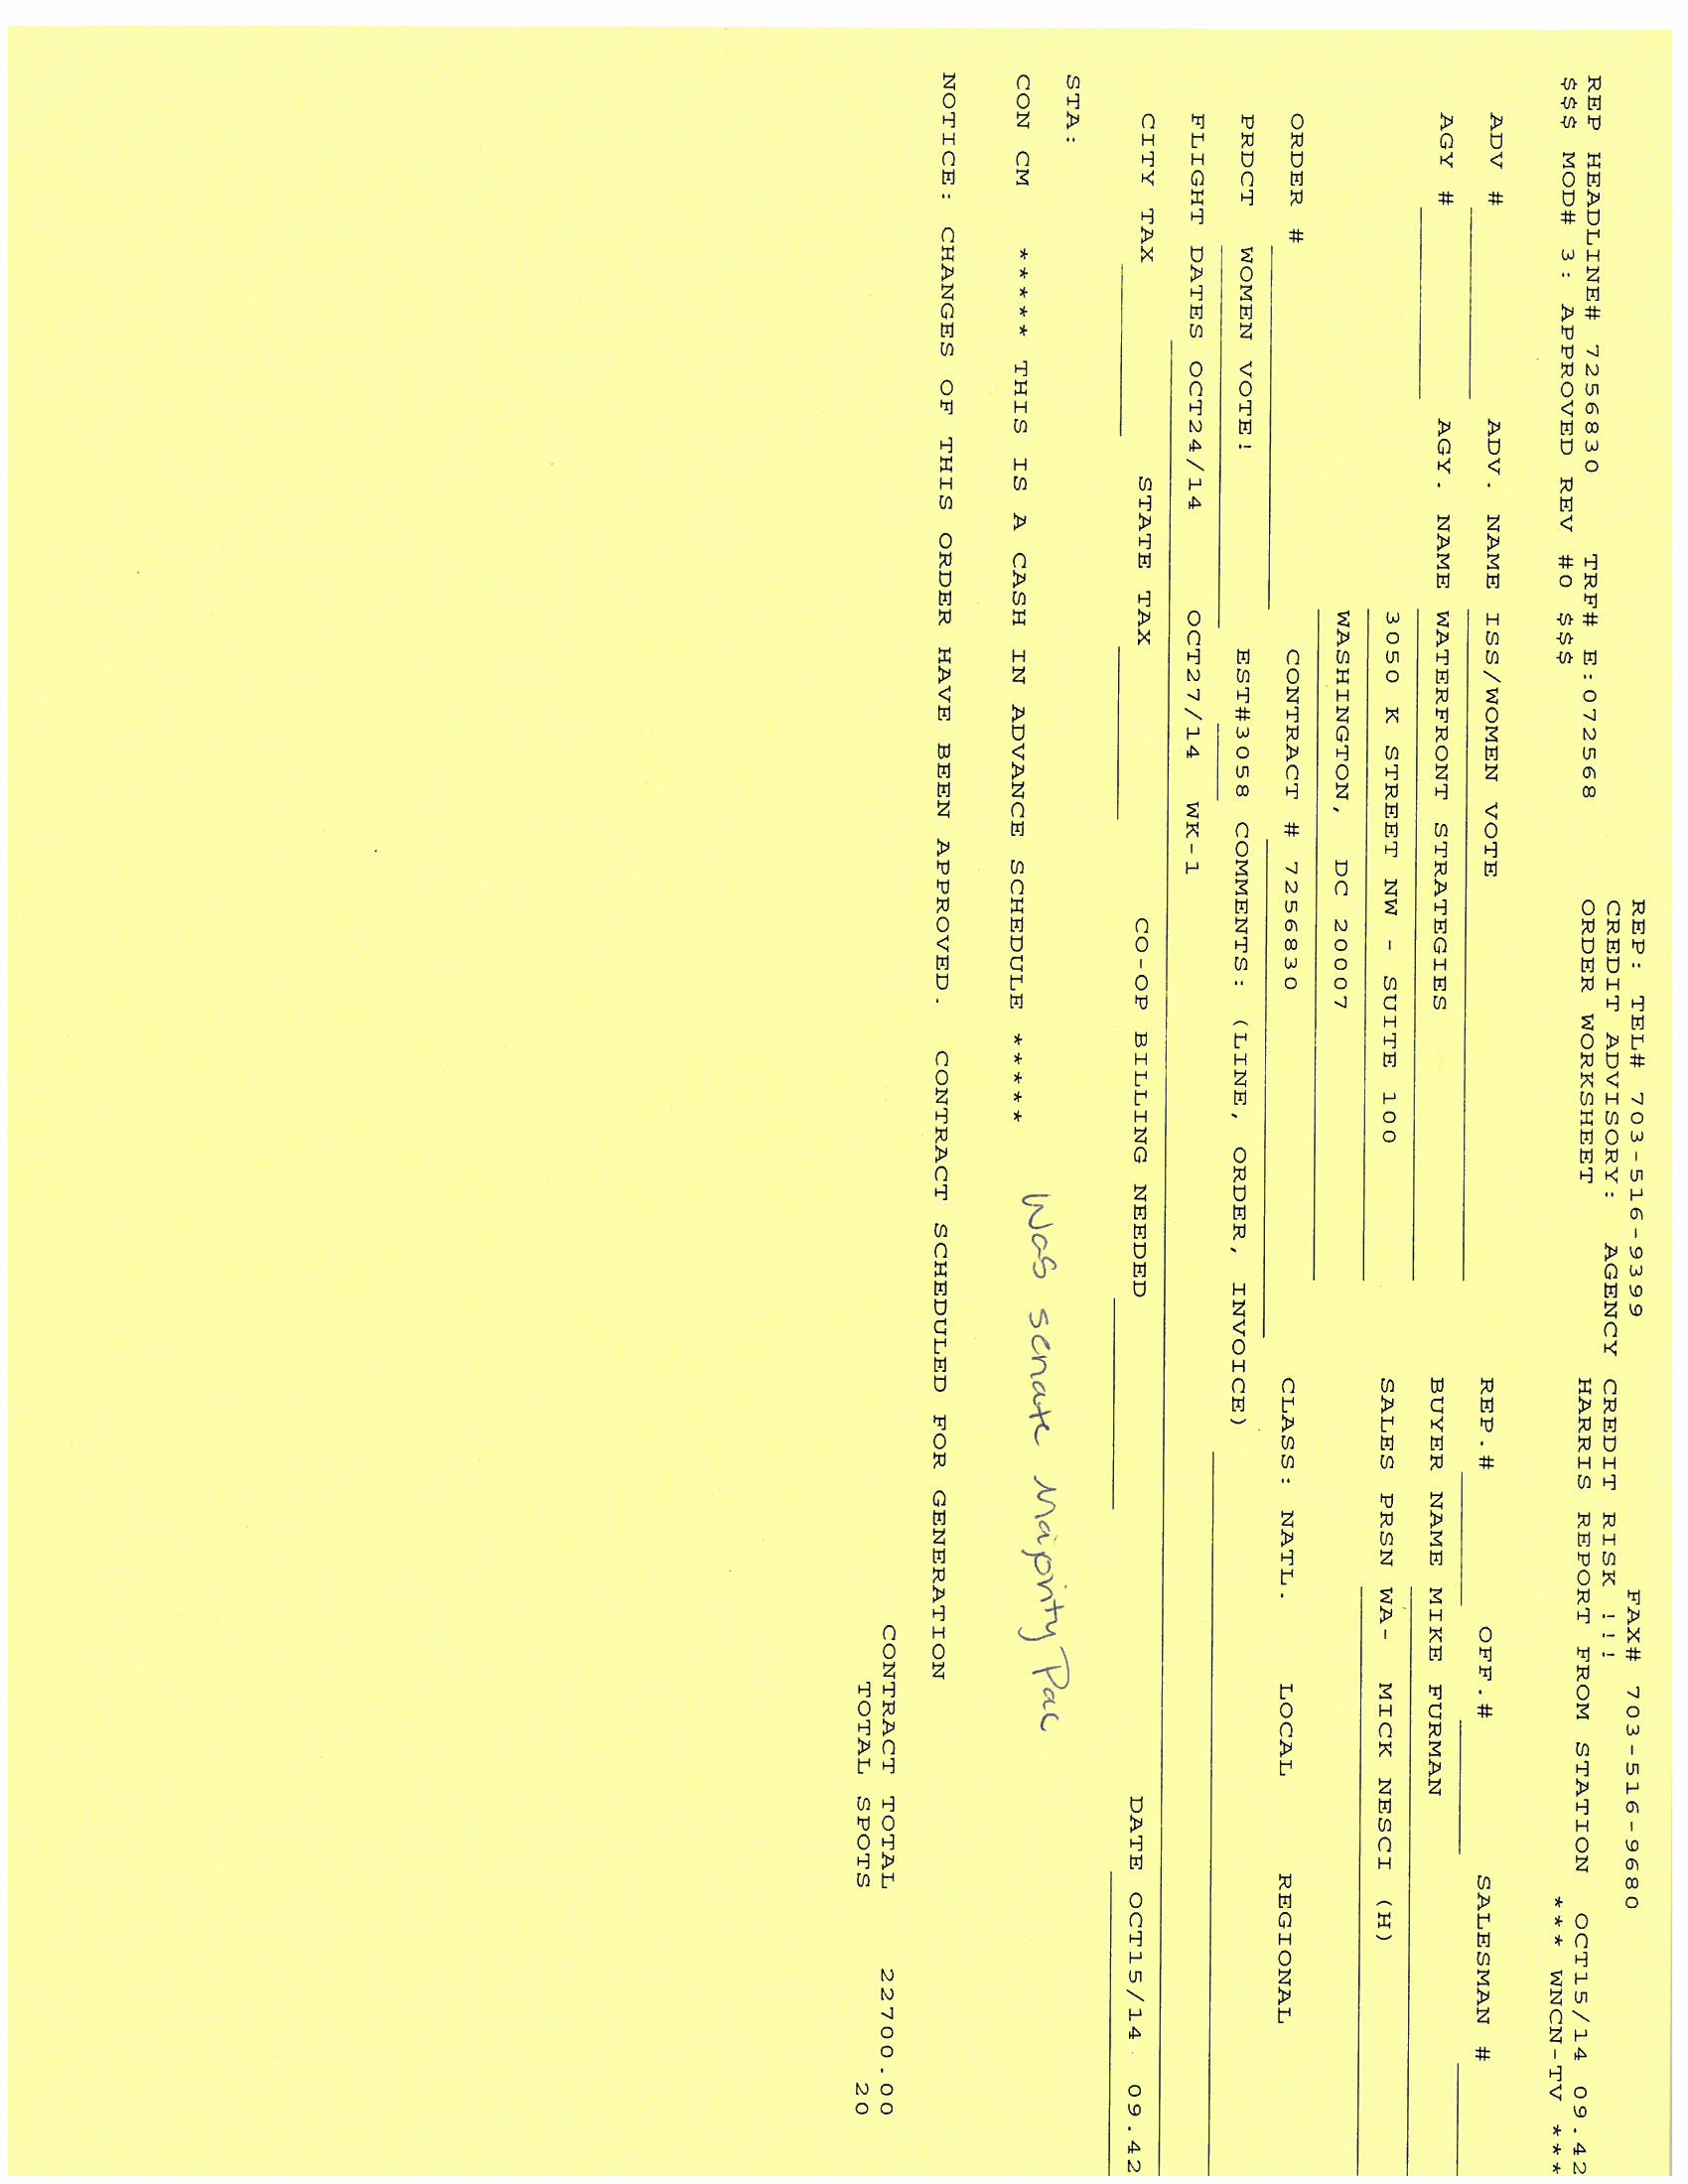 REP: TEL# 703-516-9399 FAX# 703-516-9680
CREDIT ADVISORY: AGENCY CREDIT RISK !!! OCT15/14 09.42
REP HEADLINE# 7256830 TRF# E:072568 ORDER WORKSHEET HARRIS REPORT FROM STATION
$$$ MOD# 3: APPROVED REV #0 $$$ *** WNCN-TV ***
ADV # ADV. NAME ISS/WOMEN VOTE REP.# OFF.# SALESMAN #
AGY # AGY. NAME WATERFRONT STRATEGIES BUYER NAME MIKE FURMAN
3050 K STREET NW - SUITE 100 SALES PRSN WA- MICK NESCI (H)
WASHINGTON, DC 20007
ORDER # CONTRACT # 7256830 CLASS: NATL. LOCAL REGIONAL
PRDCT WOMEN VOTE! EST#3058 COMMENTS: (LINE, ORDER, INVOICE)
FLIGHT DATES OCT24/14 OCT27/14 WK-1
CITY TAX STATE TAX CO-OP BILLING NEEDED DATE OCT15/14 09.42
STA:
CON CM ***** THIS IS A CASH IN ADVANCE SCHEDULE *****
Was senate Majority Pac
NOTICE: CHANGES OF THIS ORDER HAVE BEEN APPROVED. CONTRACT SCHEDULED FOR GENERATION
CONTRACT TOTAL 22700.00
TOTAL SPOTS 20